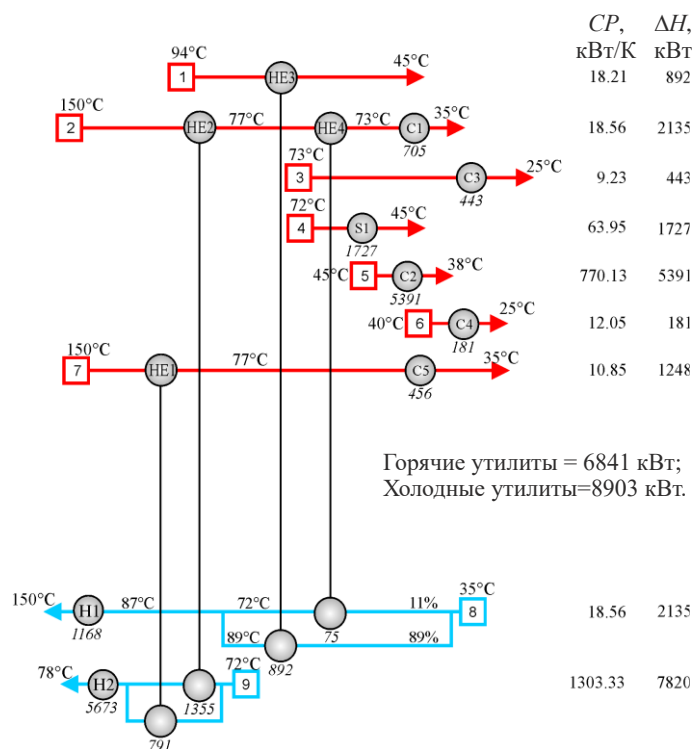 CP, ΔH,
кВт/К кВт
94°C 45°C
1 HE3 18.21 892
150°C 77°C 73°C 35°C
2 HE2 HE4 C1 18.56 2135
705
73°C 25°C
3 C3 9.23 443
443
72°C 45°C
4 S1 63.95 1727
1727
45°C 5 C2 38°C 770.13 5391
5391
40°C 6 C4 25°C 12.05 181
181
150°C 77°C 35°C
7 HE1 C5 10.85 1248
456
Горячие утилиты = 6841 кВт;
Холодные утилиты=8903 кВт.
150°C H1 87°C 72°C 11% 35°C 8 18.56 2135
1168 75
89°C 89%
892
78°C H2 72°C 9 1303.33 7820
5673 1355
791